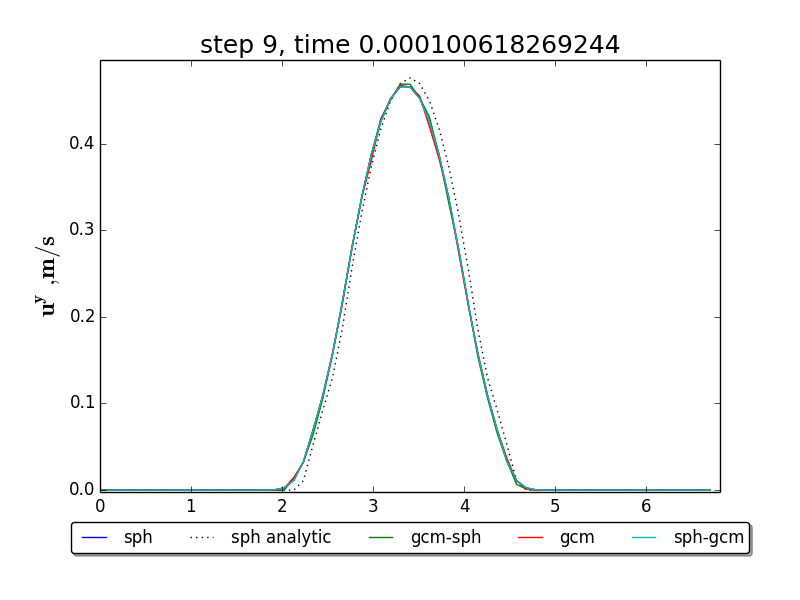 step 9, time 0.000100618269244
u^y ,m/s
0.4
0.3
0.2
0.1
0.0
0 1 2 3 4 5 6
sph sph analytic gcm-sph gcm sph-gcm